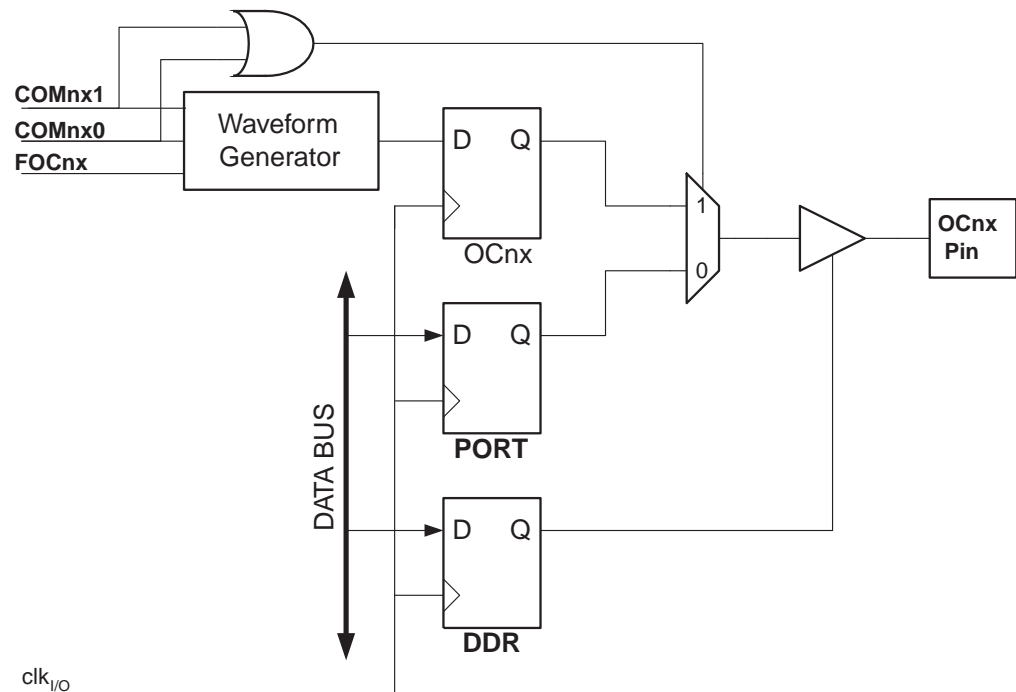 COMnx1
COMnx0
FOCnx
Waveform
Generator
D Q
OCnx
1
0
OCnx
Pin
D Q
PORT
DATA BUS
D Q
DDR
clkI/O